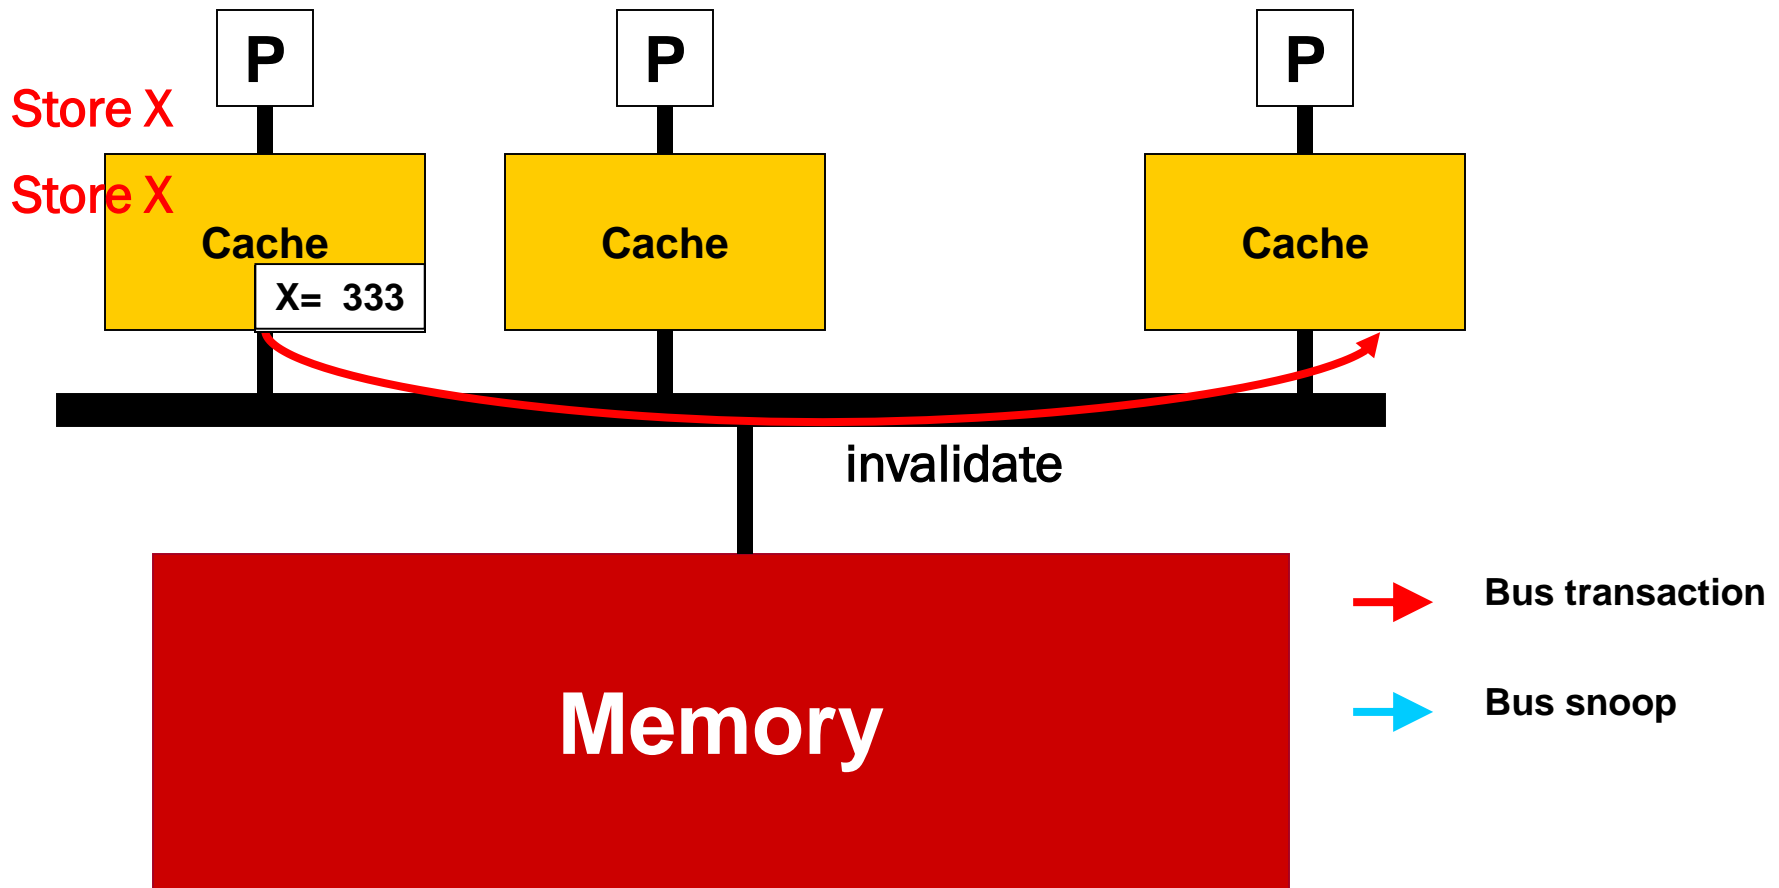 P P P
Store X
Store X
Cache Cache Cache
X= 333
invalidate
Bus transaction
Memory
Bus snoop